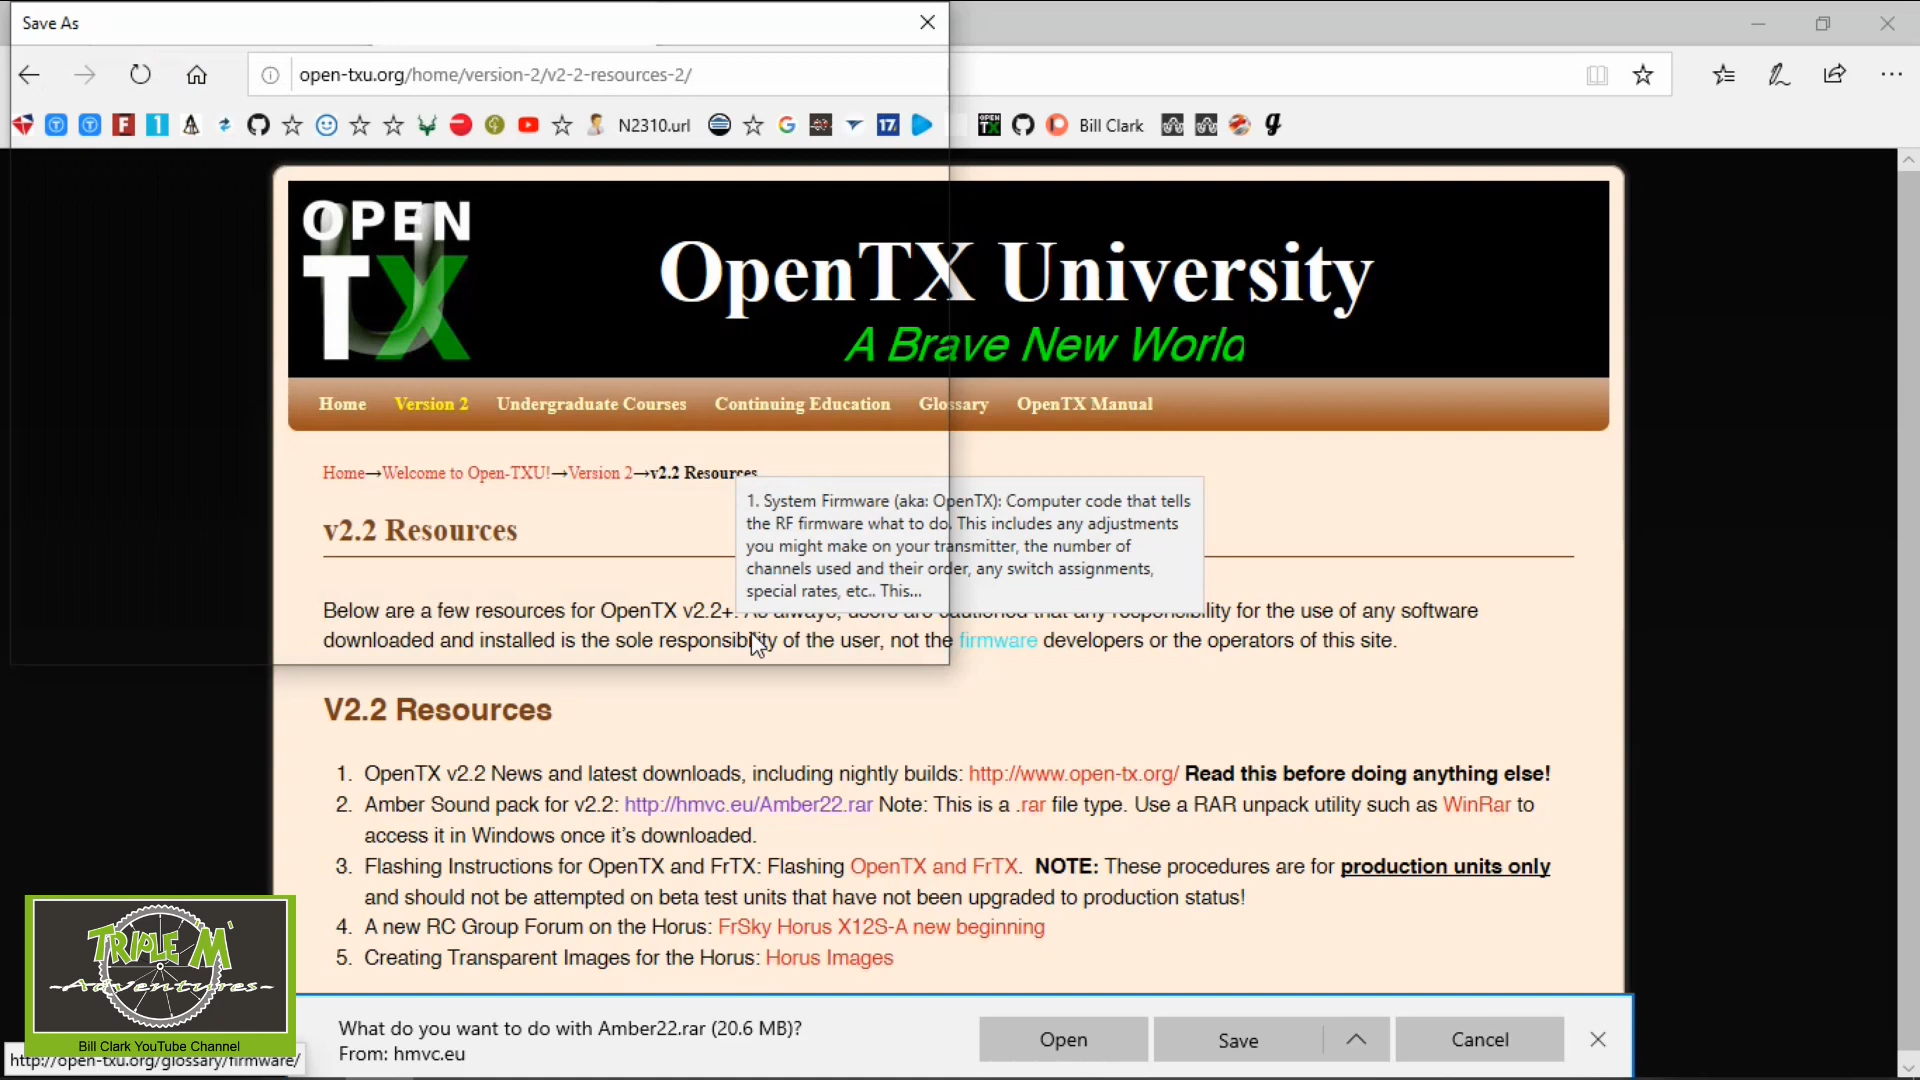 Save As
open-txu.org/home/version-2/v2-2-resources-2/
N2310.url
17
OPEN TX
Bill Clark
OPEN
TX
OpenTX University
A Brave New World
Home Version 2 Undergraduate Courses Continuing Education Glossary OpenTX Manual
Home→Welcome to Open-TXU!→Version 2→v2.2 Resources
1. System Firmware (aka: OpenTX): Computer code that tells
the RF firmware what to do. This includes any adjustments
you might make on your transmitter, the number of
channels used and their order, any switch assignments,
special rates, etc.. This...
v2.2 Resources
Below are a few resources for OpenTX v2.2+. As always, users are cautioned that any responsibility for the use of any software
downloaded and installed is the sole responsibility of the user, not the firmware developers or the operators of this site.
V2.2 Resources
1. OpenTX v2.2 News and latest downloads, including nightly builds: http://www.open-tx.org/ Read this before doing anything else!
2. Amber Sound pack for v2.2: http://hmvc.eu/Amber22.rar Note: This is a .rar file type. Use a RAR unpack utility such as WinRar to
access it in Windows once it's downloaded.
3. Flashing Instructions for OpenTX and FrTX: Flashing OpenTX and FrTX. NOTE: These procedures are for production units only
and should not be attempted on beta test units that have not been upgraded to production status!
4. A new RC Group Forum on the Horus: FrSky Horus X12S-A new beginning
5. Creating Transparent Images for the Horus: Horus Images
TRIPLE M'
-Adventures-
Bill Clark YouTube Channel
What do you want to do with Amber22.rar (20.6 MB)?
From: hmvc.eu
Open Save Cancel
http://open-txu.org/glossary/firmware/